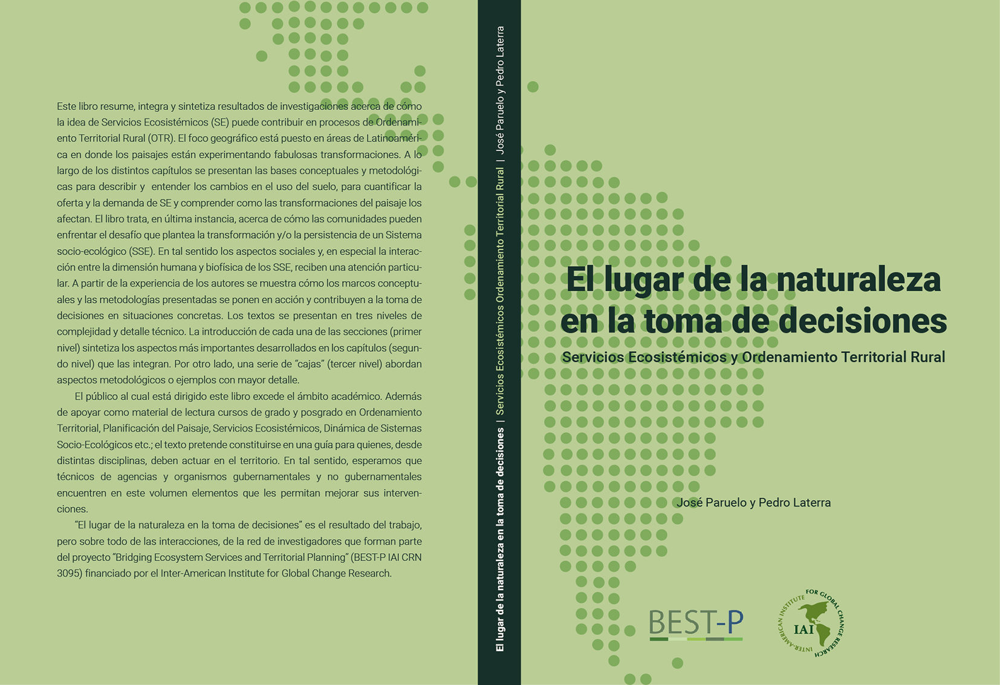 Este libro resume, integra y sintetiza resultados de investigaciones acerca de cómo
la idea de Servicios Ecosistémicos (SE) puede contribuir en procesos de Ordenami-
ento Territorial Rural (OTR). El foco geográfico está puesto en áreas de Latinoaméri-
ca en donde los paisajes están experimentando fabulosas transformaciones. A lo
largo de los distintos capítulos se presentan las bases conceptuales y metodológi-
cas para describir y entender los cambios en el uso del suelo, para cuantificar la
oferta y la demanda de SE y comprender como las transformaciones del paisaje los
afectan. El libro trata, en última instancia, acerca de cómo las comunidades pueden
enfrentar el desafío que plantea la transformación y/o la persistencia de un Sistema
socio-ecológico (SSE). En tal sentido los aspectos sociales y, en especial la interac-
ción entre la dimensión humana y biofísica de los SSE, reciben una atención particu-
lar. A partir de la experiencia de los autores se muestra cómo los marcos conceptu-
ales y las metodologías presentadas se ponen en acción y contribuyen a la toma de
decisiones en situaciones concretas. Los textos se presentan en tres niveles de
complejidad y detalle técnico. La introducción de cada una de las secciones (primer
nivel) sintetiza los aspectos más importantes desarrollados en los capítulos (segun-
do nivel) que las integran. Por otro lado, una serie de “cajas” (tercer nivel) abordan
aspectos metodológicos o ejemplos con mayor detalle.
El público al cual está dirigido este libro excede el ámbito académico. Además
de apoyar como material de lectura cursos de grado y posgrado en Ordenamiento
Territorial, Planificación del Paisaje, Servicios Ecosistémicos, Dinámica de Sistemas
Socio-Ecológicos etc.; el texto pretende constituirse en una guía para quienes, desde
distintas disciplinas, deben actuar en el territorio. En tal sentido, esperamos que
técnicos de agencias y organismos gubernamentales y no gubernamentales
encuentren en este volumen elementos que les permitan mejorar sus interven-
ciones.
“El lugar de la naturaleza en la toma de decisiones” es el resultado del trabajo,
pero sobre todo de las interacciones, de la red de investigadores que forman parte
del proyecto “Bridging Ecosystem Services and Territorial Planning” (BEST-P IAI CRN
3095) financiado por el Inter-American Institute for Global Change Research.
El lugar de la naturaleza en la toma de decisiones | Servicios Ecosistémicos Ordenamiento Territorial Rural | José Paruelo y Pedro Laterra
El lugar de la naturaleza
en la toma de decisiones
Servicios Ecosistémicos y Ordenamiento Territorial Rural
José Paruelo y Pedro Laterra
BEST-P
INTER-AMERICAN INSTITUTE FOR GLOBAL CHANGE RESEARCH
IAI